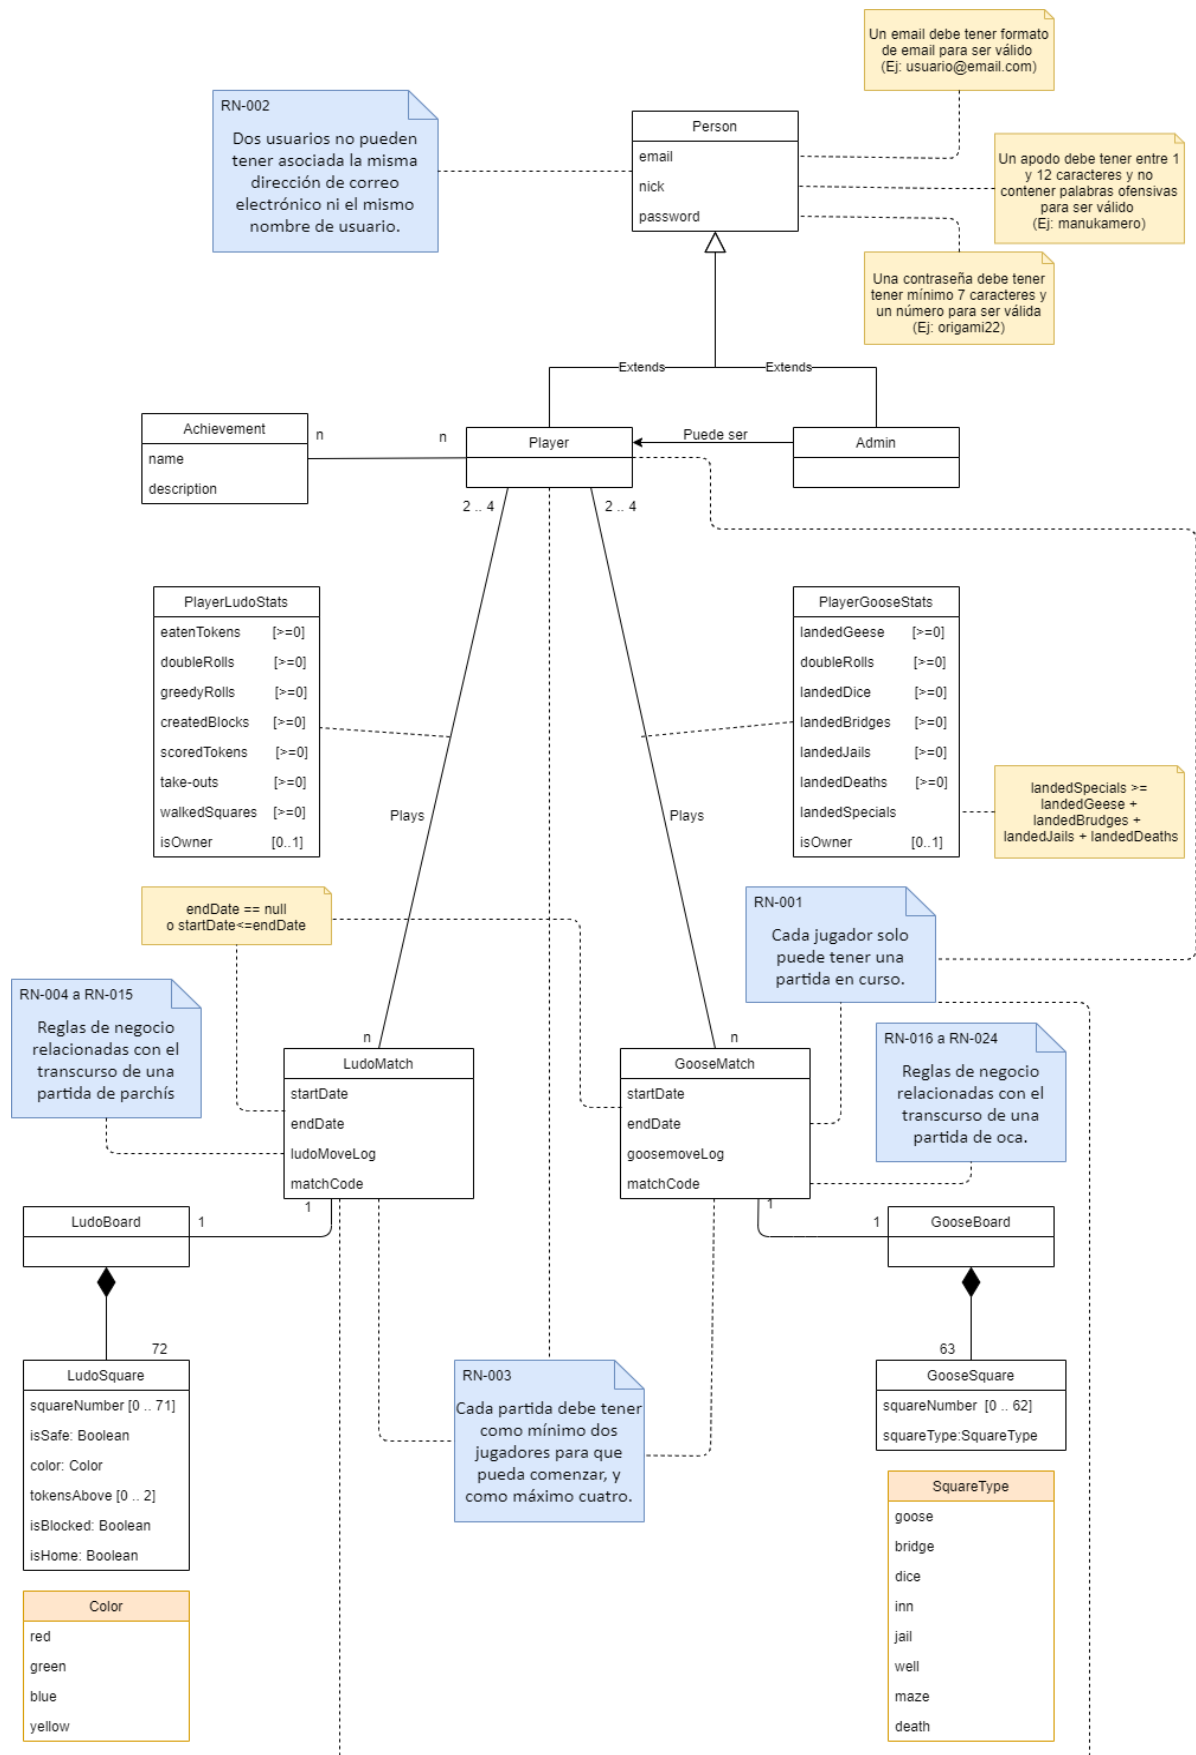 Un email debe tener formato
de email para ser válido
(Ej: usuario@email.com)
RN-002
Dos usuarios no pueden
tener asociada la misma
dirección de correo
electrónico ni el mismo
nombre de usuario.
Person
email
nick
password
Un apodo debe tener entre 1
y 12 caracteres y no
contener palabras ofensivas
para ser válido
(Ej: manukamero)
Una contraseña debe tener
tener mínimo 7 caracteres y
un número para ser válida
(Ej: origami22)
Extends
Extends
Achievement
name
description
n
n
Player
Puede ser
Admin
2 .. 4
2 .. 4
PlayerLudoStats
eatenTokens [>=0]
doubleRolls [>=0]
greedyRolls [>=0]
createdBlocks [>=0]
scoredTokens [>=0]
take-outs [>=0]
walkedSquares [>=0]
isOwner [0..1]
PlayerGooseStats
landedGeese [>=0]
doubleRolls [>=0]
landedDice [>=0]
landedBridges [>=0]
landedJails [>=0]
landedDeaths [>=0]
landedSpecials
isOwner [0..1]
landedSpecials >=
landedGeese +
landedBrudges +
landedJails + landedDeaths
Plays
Plays
endDate == null
o startDate<=endDate
RN-001
Cada jugador solo
puede tener una
partida en curso.
RN-004 a RN-015
Reglas de negocio
relacionadas con el
transcurso de una
partida de parchís
RN-016 a RN-024
Reglas de negocio
relacionadas con el
transcurso de una
partida de oca.
n
n
LudoMatch
startDate
endDate
ludoMoveLog
matchCode
GooseMatch
startDate
endDate
goosemoveLog
matchCode
1
1
LudoBoard
1
1
GooseBoard
72
63
LudoSquare
squareNumber [0 .. 71]
isSafe: Boolean
color: Color
tokensAbove [0 .. 2]
isBlocked: Boolean
isHome: Boolean
RN-003
Cada partida debe tener
como mínimo dos
jugadores para que
pueda comenzar, y
como máximo cuatro.
GooseSquare
squareNumber [0 .. 62]
squareType:SquareType
Color
red
green
blue
yellow
SquareType
goose
bridge
dice
inn
jail
well
maze
death